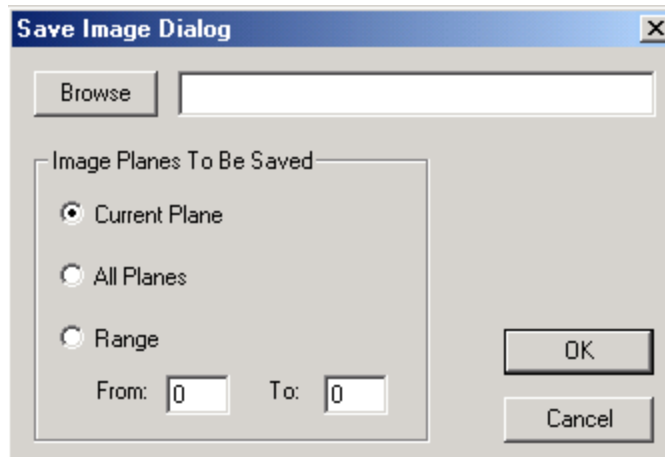 Save Image Dialog
Browse
Image Planes To Be Saved
Current Plane
All Planes
Range
From: 0 To: 0
OK
Cancel